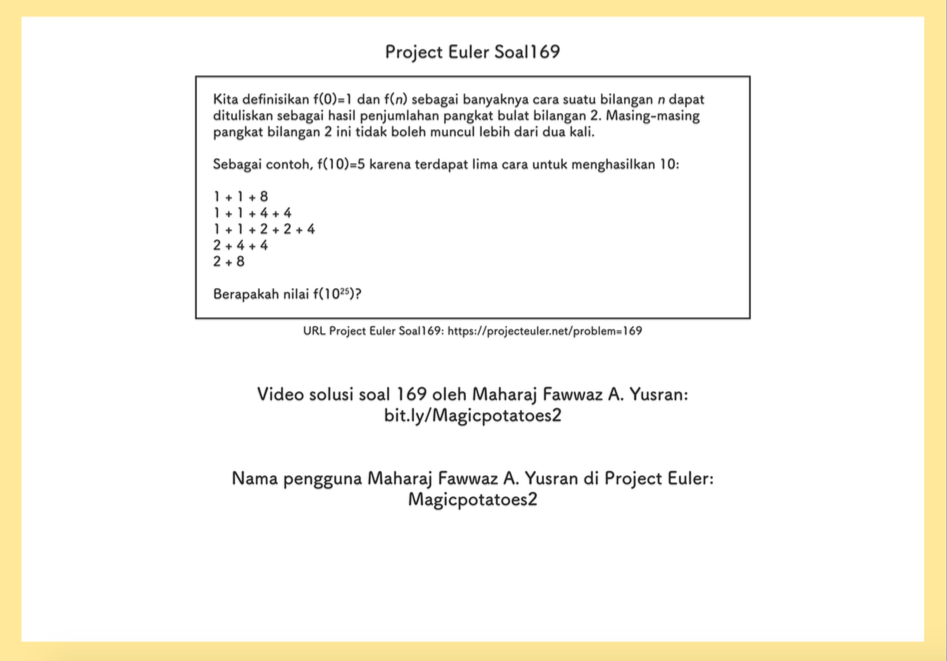 Project Euler Soal169
Kita definisikan f(0)=1 dan f(n) sebagai banyaknya cara suatu bilangan n dapat
dituliskan sebagai hasil penjumlahan pangkat bulat bilangan 2. Masing-masing
pangkat bilangan 2 ini tidak boleh muncul lebih dari dua kali.
Sebagai contoh, f(10)=5 karena terdapat lima cara untuk menghasilkan 10:
1 + 1 + 8
1 + 1 + 4 + 4
1 + 1 + 2 + 2 + 4
2 + 4 + 4
2 + 8
Berapakah nilai f(10²⁵)?
URL Project Euler Soal169: https://projecteuler.net/problem=169
Video solusi soal 169 oleh Maharaj Fawwaz A. Yusran:
bit.ly/Magicpotatoes2
Nama pengguna Maharaj Fawwaz A. Yusran di Project Euler:
Magicpotatoes2